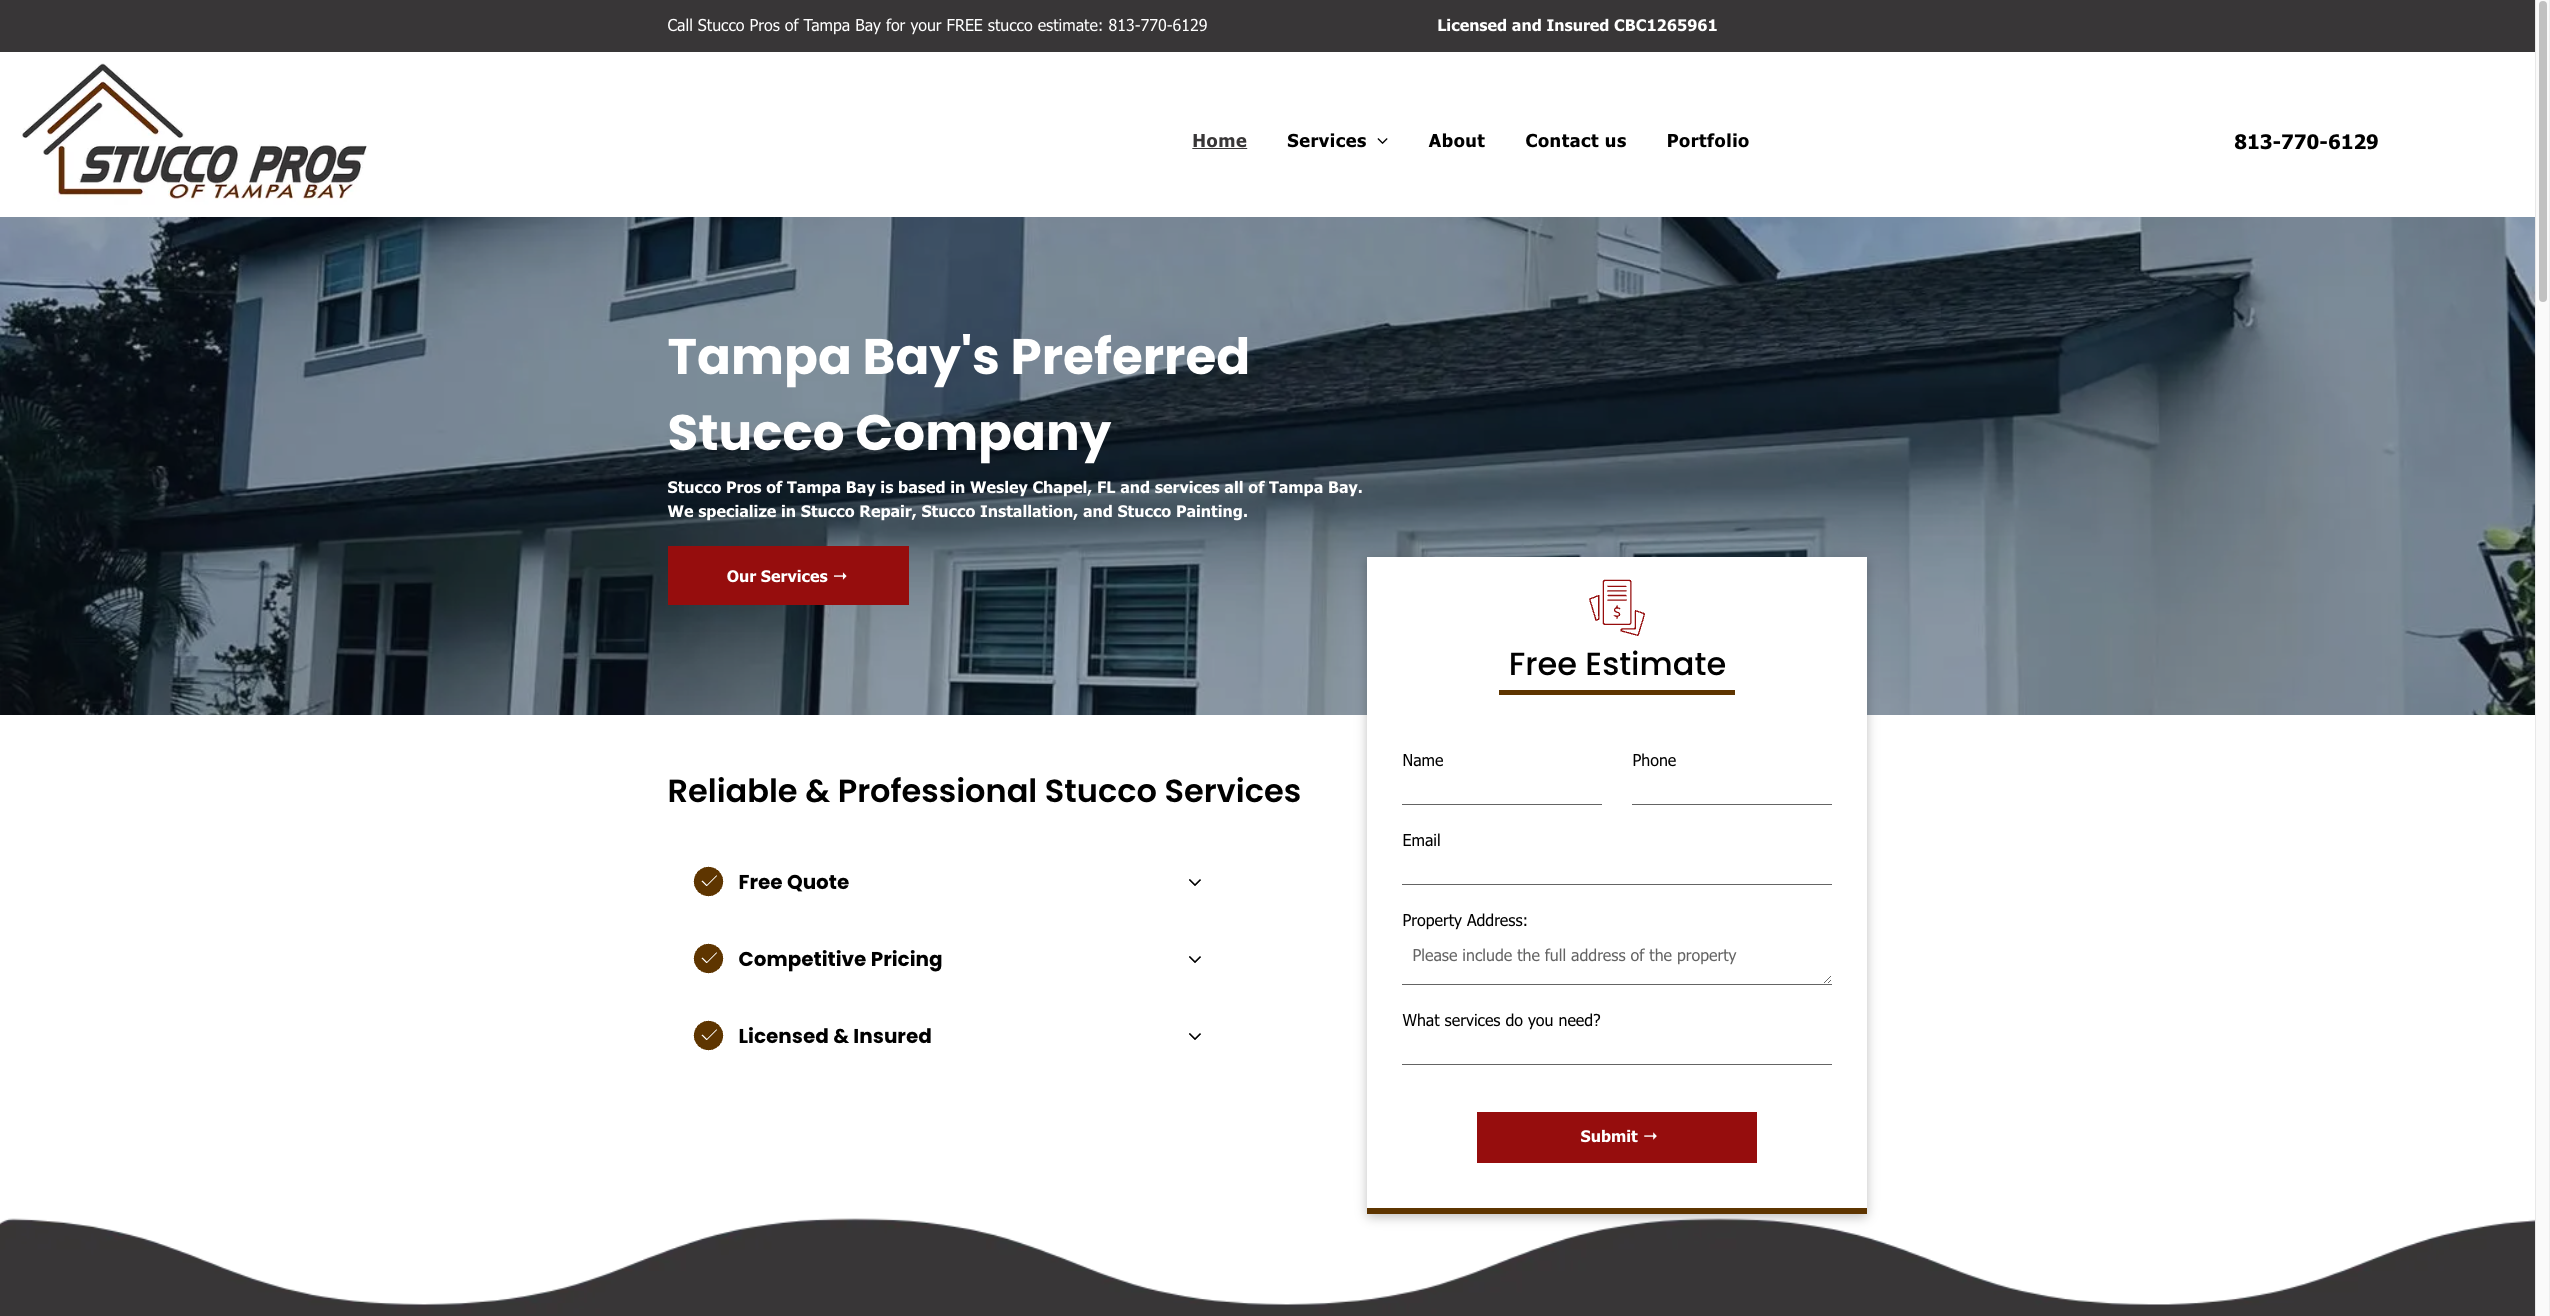 Call Stucco Pros of Tampa Bay for your FREE stucco estimate: 813-770-6129
Licensed and Insured CBC1265961
STUCCO PROS
OF TAMPA BAY
Home
Services
About
Contact us
Portfolio
813-770-6129
Tampa Bay's Preferred
Stucco Company
Stucco Pros of Tampa Bay is based in Wesley Chapel, FL and services all of Tampa Bay.
We specialize in Stucco Repair, Stucco Installation, and Stucco Painting.
Our Services →
$
Free Estimate
Name
Phone
Email
Property Address:
Please include the full address of the property
What services do you need?
Submit →
Reliable & Professional Stucco Services
Free Quote
Competitive Pricing
Licensed & Insured